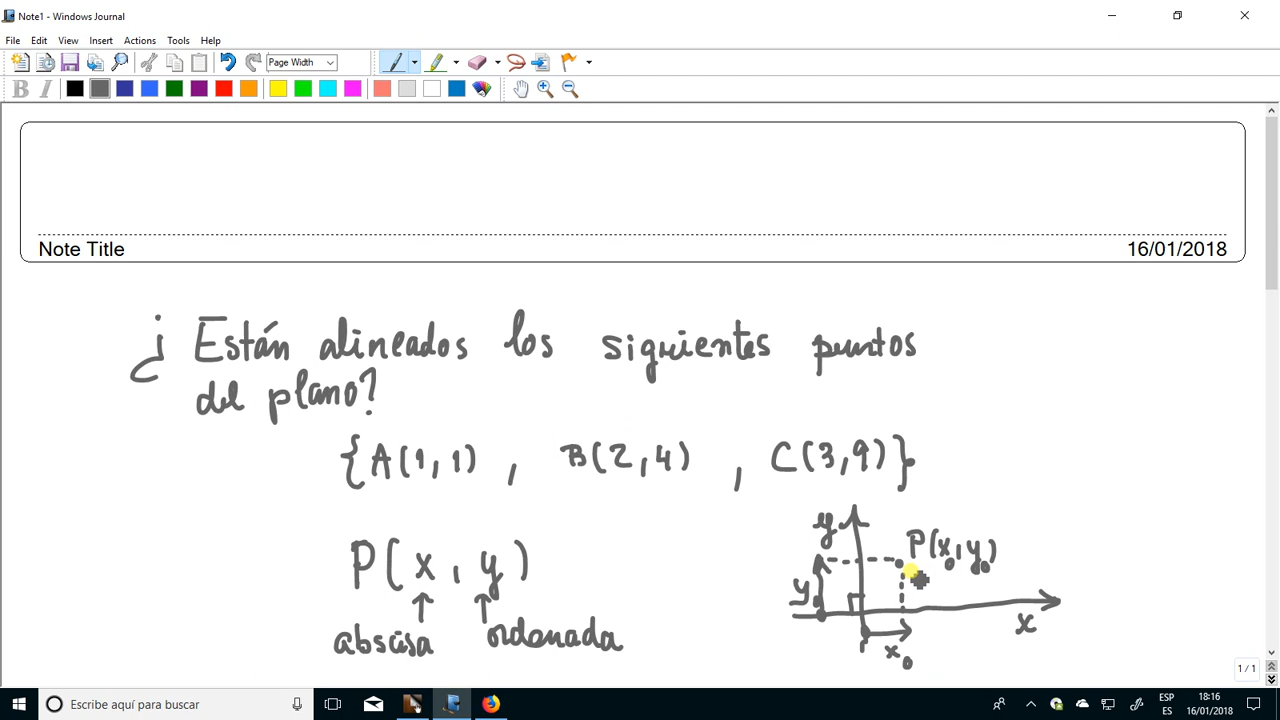 Note1 - Windows Journal
File Edit View Insert Actions Tools Help
Page Width
B I
Note Title 16/01/2018
¿ Están alineados los siguientes puntos
del plano?
{A(1,1) , B(2,4) , C(3,9)}
y P(x₀,y₀)
P(x,y)
y₀ x
abscisa ordenada x₀
1 / 1
Escribe aquí para buscar
ESP 18:16
ES 16/01/2018